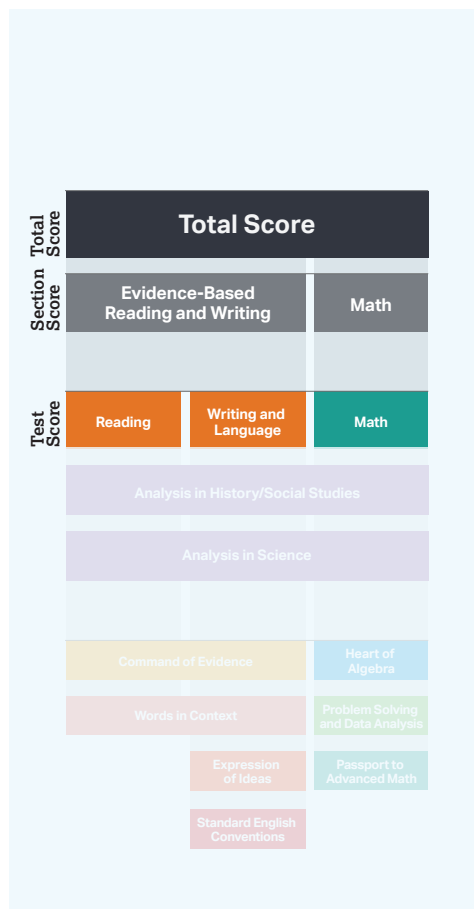 Total Score
Total Score
Section Score
Evidence-Based
Reading and Writing
Math
Test Score
Reading
Writing and
Language
Math
Analysis in History/Social Studies
Analysis in Science
Command of Evidence
Heart of
Algebra
Words in Context
Problem Solving
and Data Analysis
Expression
of Ideas
Passport to
Advanced Math
Standard English
Conventions